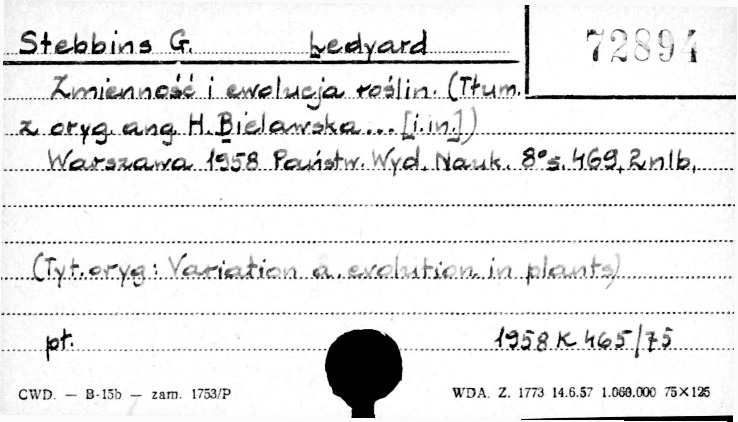 Stebbins G. Ledyard 72894
Zmienność i ewolucja roślin. (Tłum.
z oryg. ang. H. Bielawska... [i.in.])
Warszawa 1958 Państw. Wyd. Nauk. 8° s. 469, 2 nlb.
(Tyt. oryg.: Variation a. evolution in plants)
pt. 1958 K 465/75
CWD. — B-15b — zam. 1753/P WDA. Z. 1773 14.6.57 1.060.000 75×125